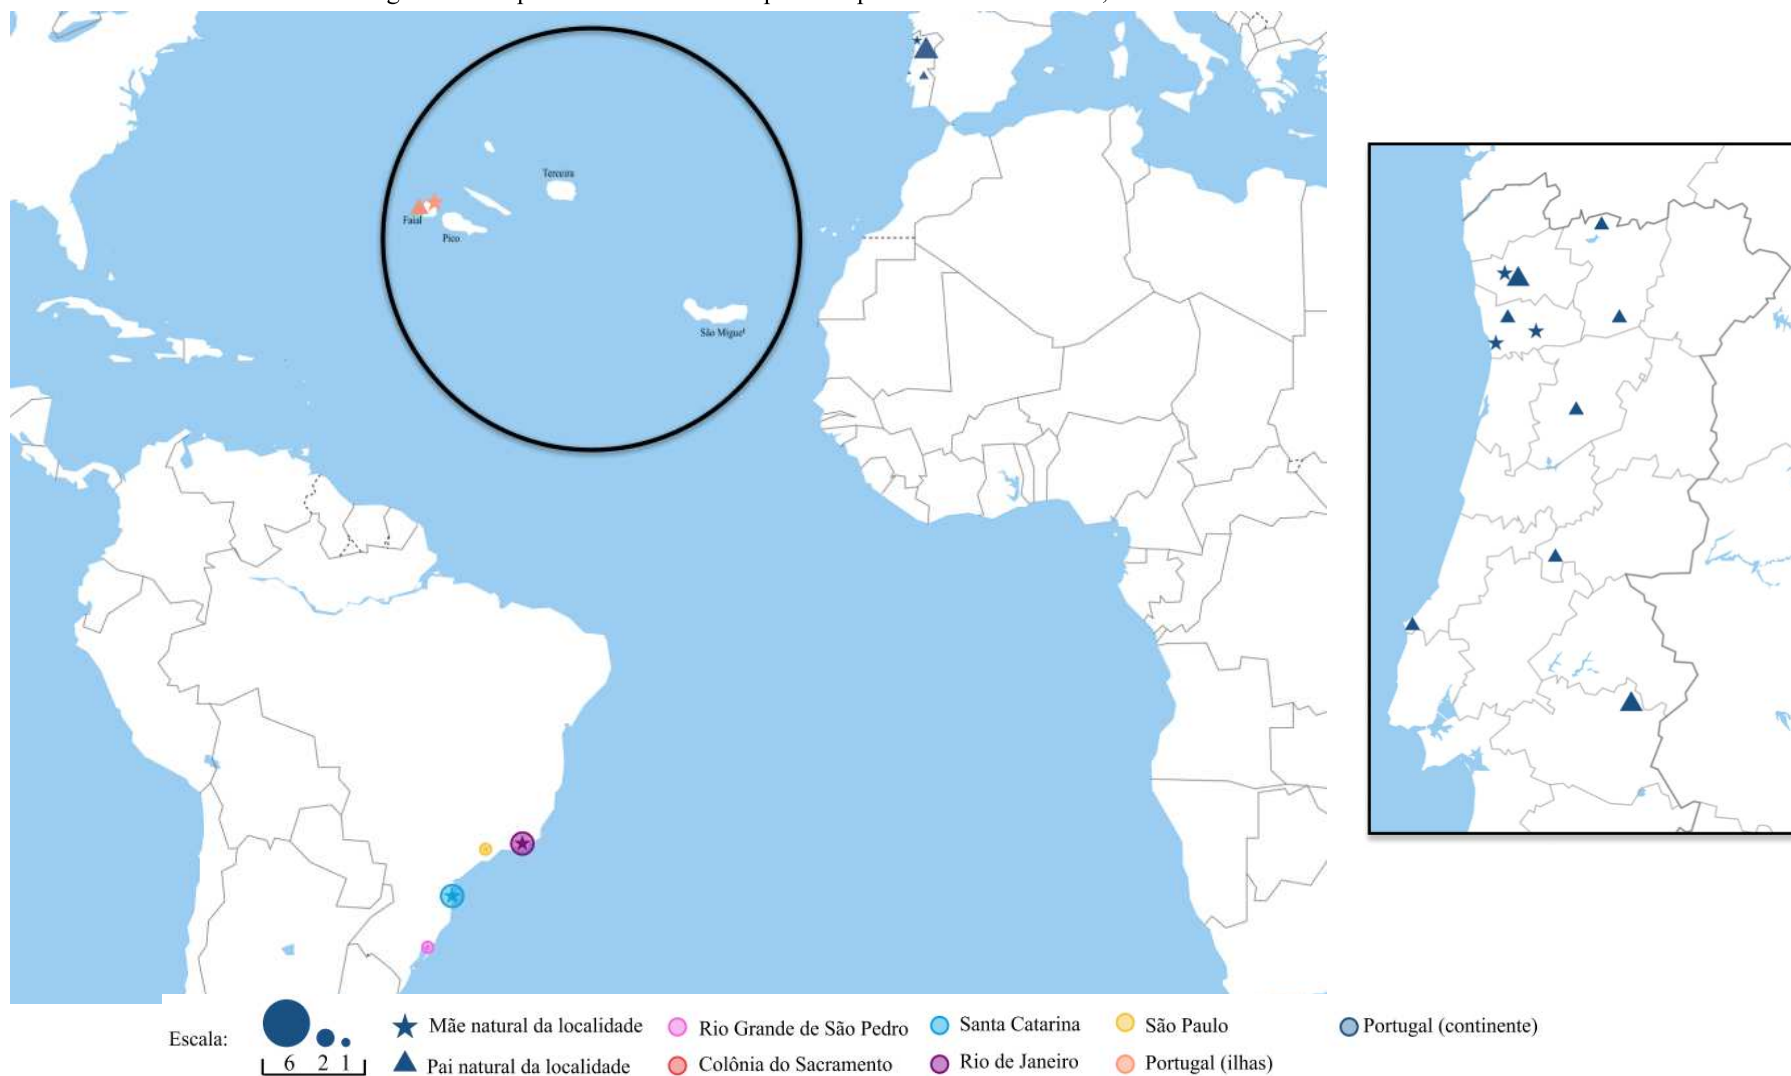 Terceira
Faial
Pico
São Miguel
Escala:
6 2 1
Mãe natural da localidade
Pai natural da localidade
Rio Grande de São Pedro
Colônia do Sacramento
Santa Catarina
Rio de Janeiro
São Paulo
Portugal (ilhas)
Portugal (continente)